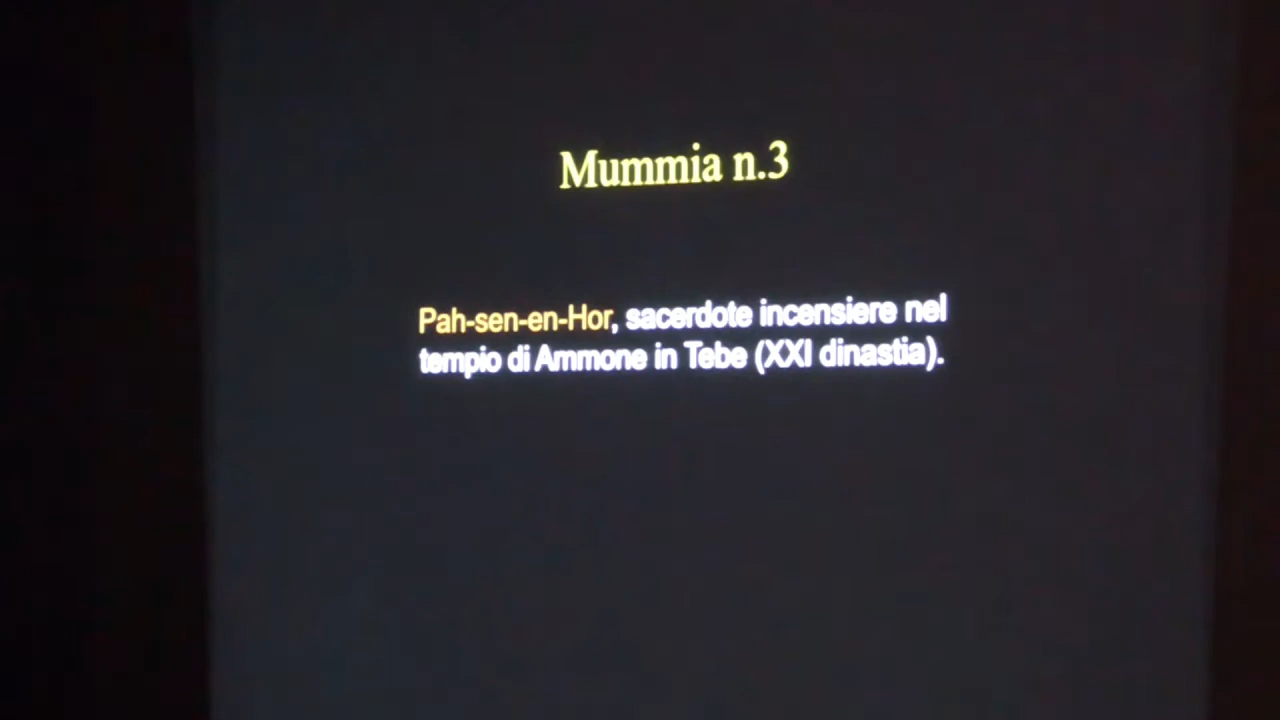 Mummia n.3
Pah-sen-en-Hor, sacerdote incensiere nel
tempio di Ammone in Tebe (XXI dinastia).